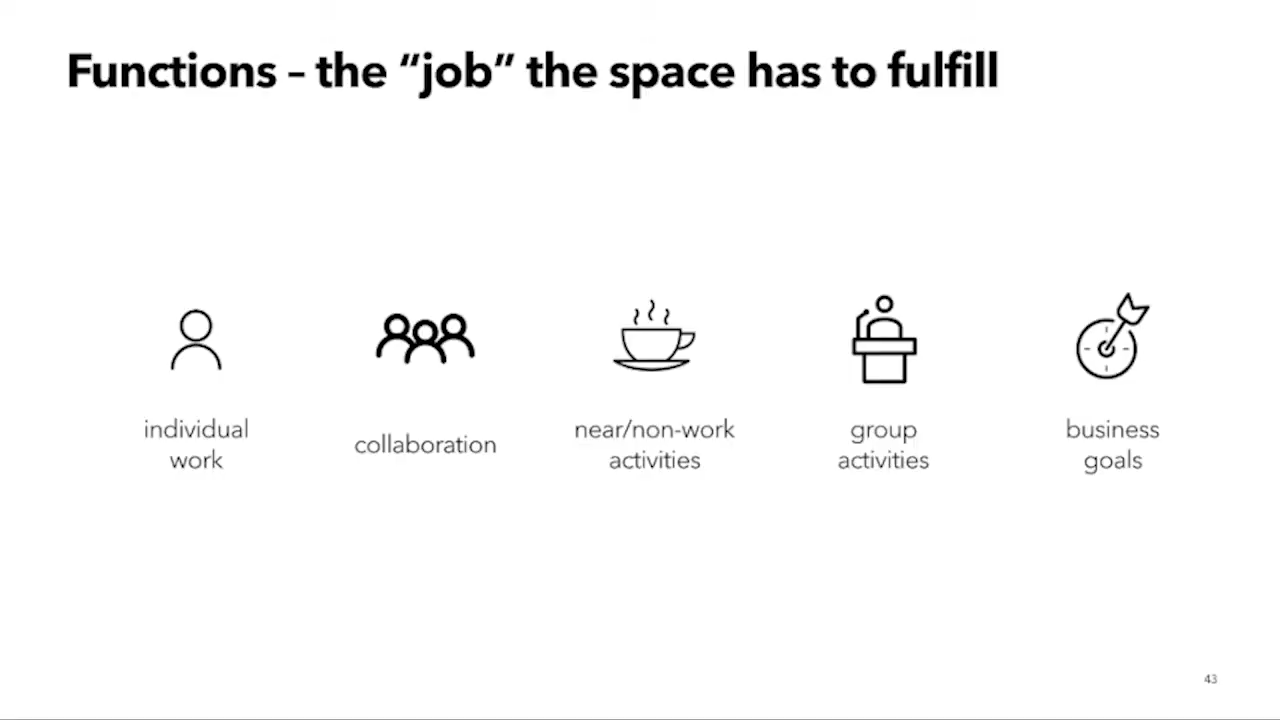 Functions – the “job” the space has to fulfill
individual
work
collaboration
near/non-work
activities
group
activities
business
goals
43